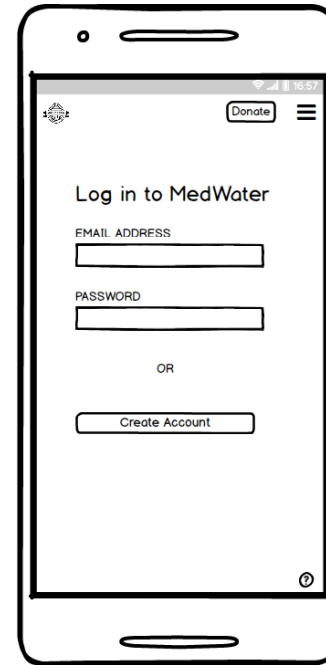 16:57
Donate
Log in to MedWater
EMAIL ADDRESS
PASSWORD
OR
Create Account
?